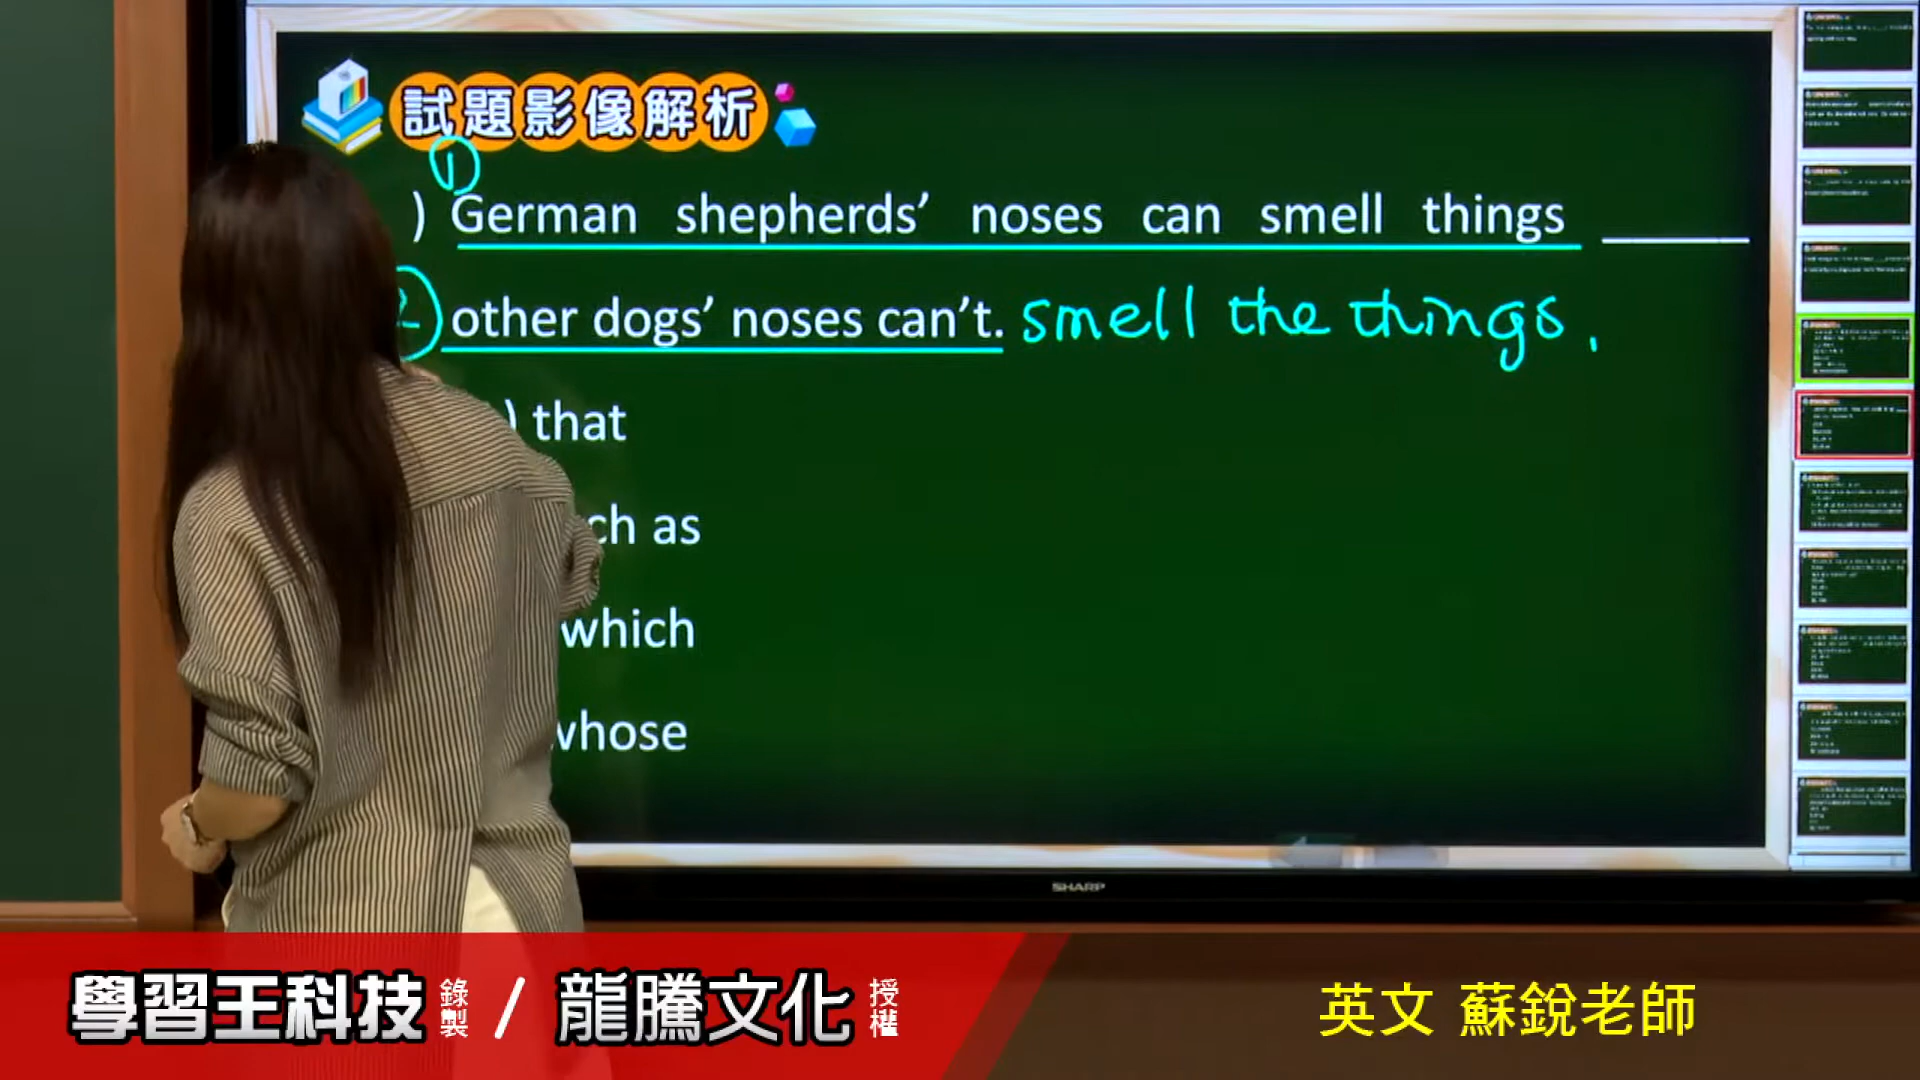 試題影像解析
①
) German shepherds’ noses can smell things ______
2 other dogs’ noses can’t. smell the things.
) that
ch as
which
whose
SHARP
學習王科技 錄製 / 龍騰文化 授權
英文 蘇銳老師